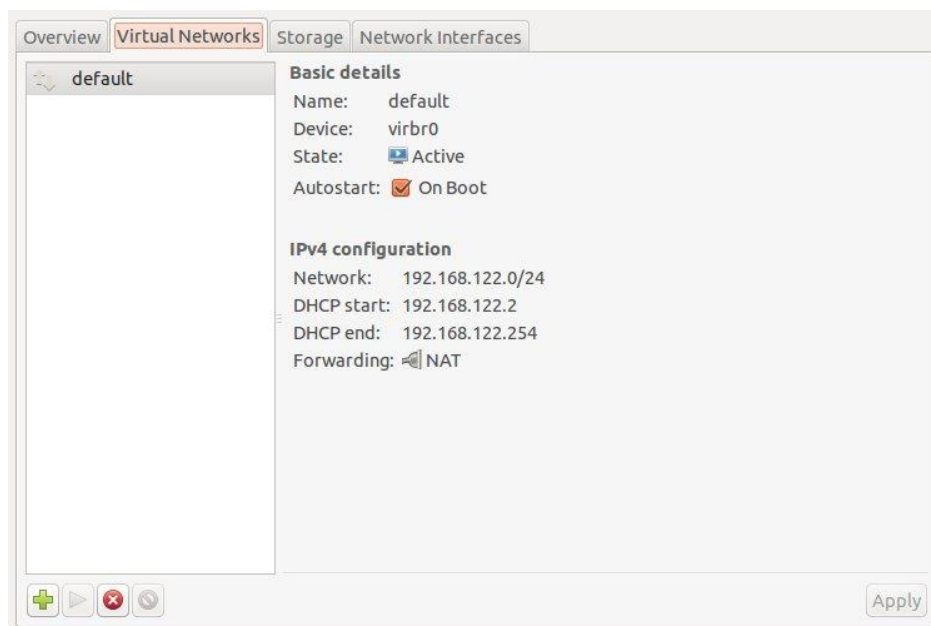 Overview Virtual Networks Storage Network Interfaces
default
Basic details
Name: default
Device: virbr0
State: Active
Autostart: On Boot
IPv4 configuration
Network: 192.168.122.0/24
DHCP start: 192.168.122.2
DHCP end: 192.168.122.254
Forwarding: NAT
Apply